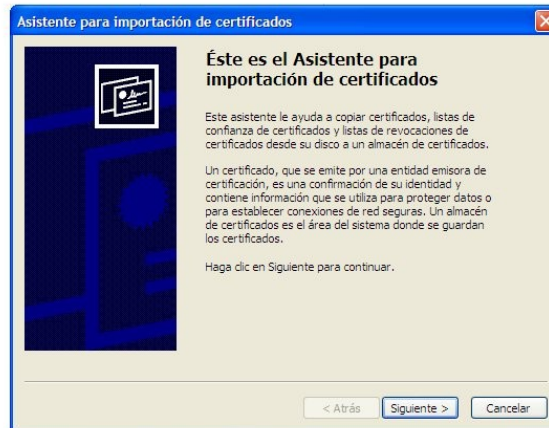 Asistente para importación de certificados
Éste es el Asistente para
importación de certificados
Este asistente le ayuda a copiar certificados, listas de
confianza de certificados y listas de revocaciones de
certificados desde su disco a un almacén de certificados.
Un certificado, que se emite por una entidad emisora de
certificación, es una confirmación de su identidad y
contiene información que se utiliza para proteger datos o
para establecer conexiones de red seguras. Un almacén
de certificados es el área del sistema donde se guardan
los certificados.
Haga clic en Siguiente para continuar.
< Atrás Siguiente > Cancelar